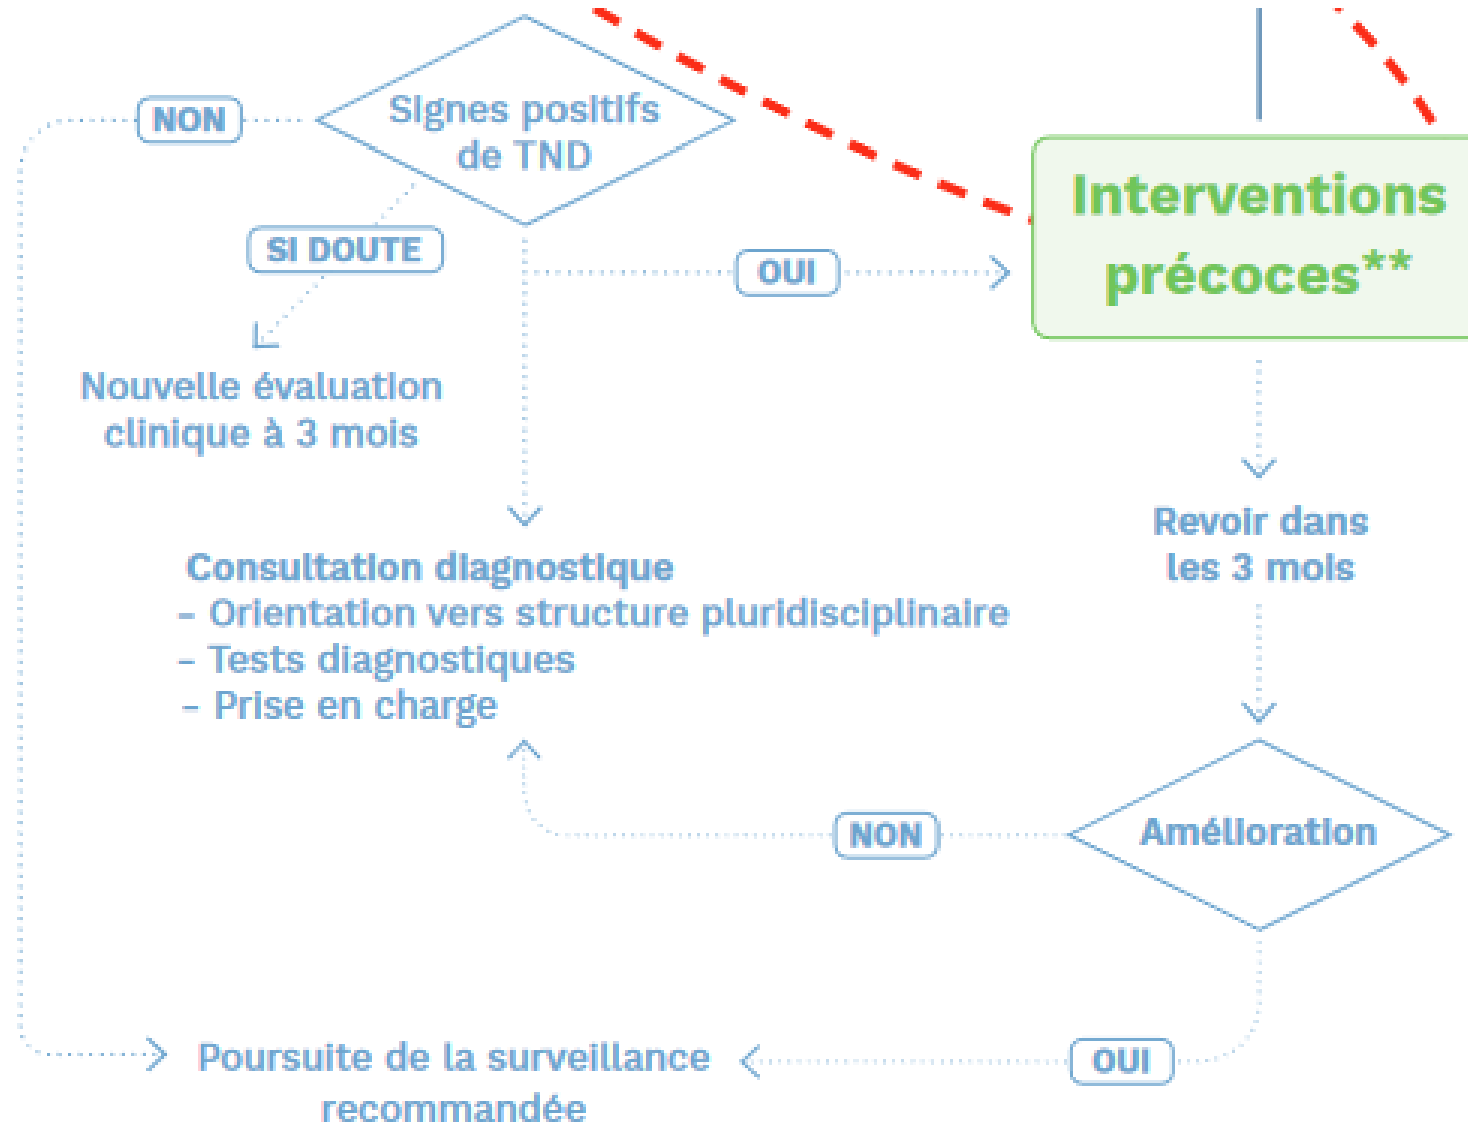 Signes positifs
de TND
NON
SI DOUTE
OUI
Interventions
précoces**
Nouvelle évaluation
clinique à 3 mois
Revoir dans
les 3 mois
Consultation diagnostique
– Orientation vers structure pluridisciplinaire
– Tests diagnostiques
– Prise en charge
Amélioration
NON
OUI
Poursuite de la surveillance
recommandée